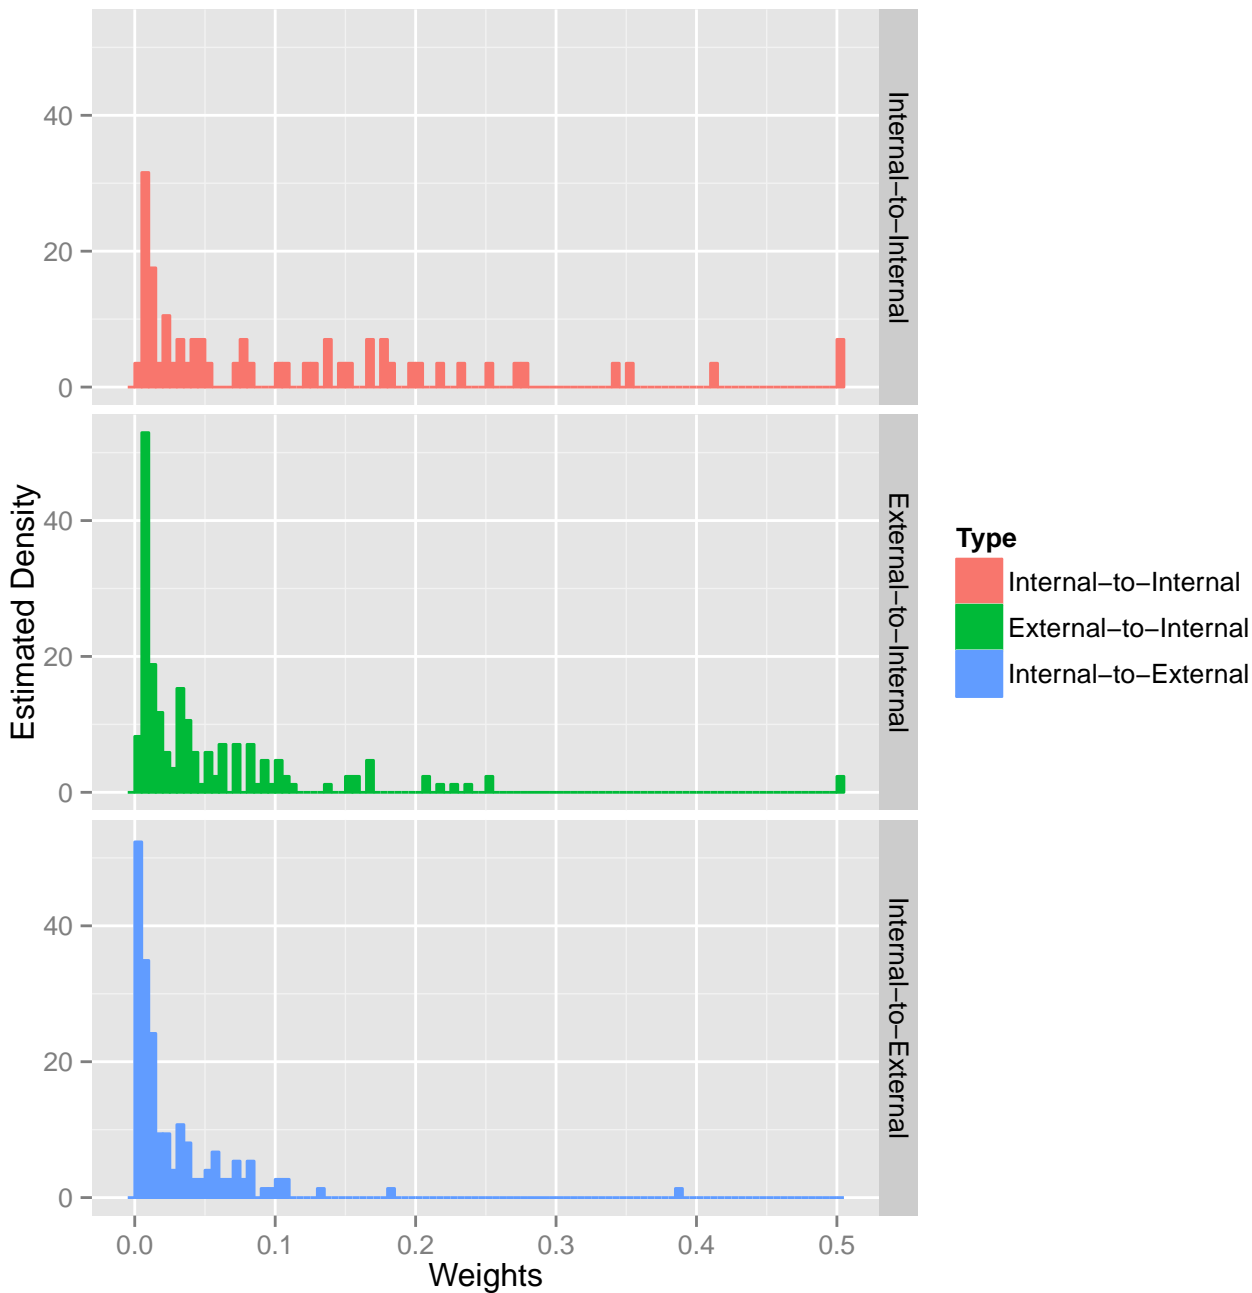 40
20
0
Internal−to−Internal
40
20
0
External−to−Internal
40
20
0
Internal−to−External
0.0 0.1 0.2 0.3 0.4 0.5
Weights
Estimated Density
Type
Internal−to−Internal
External−to−Internal
Internal−to−External